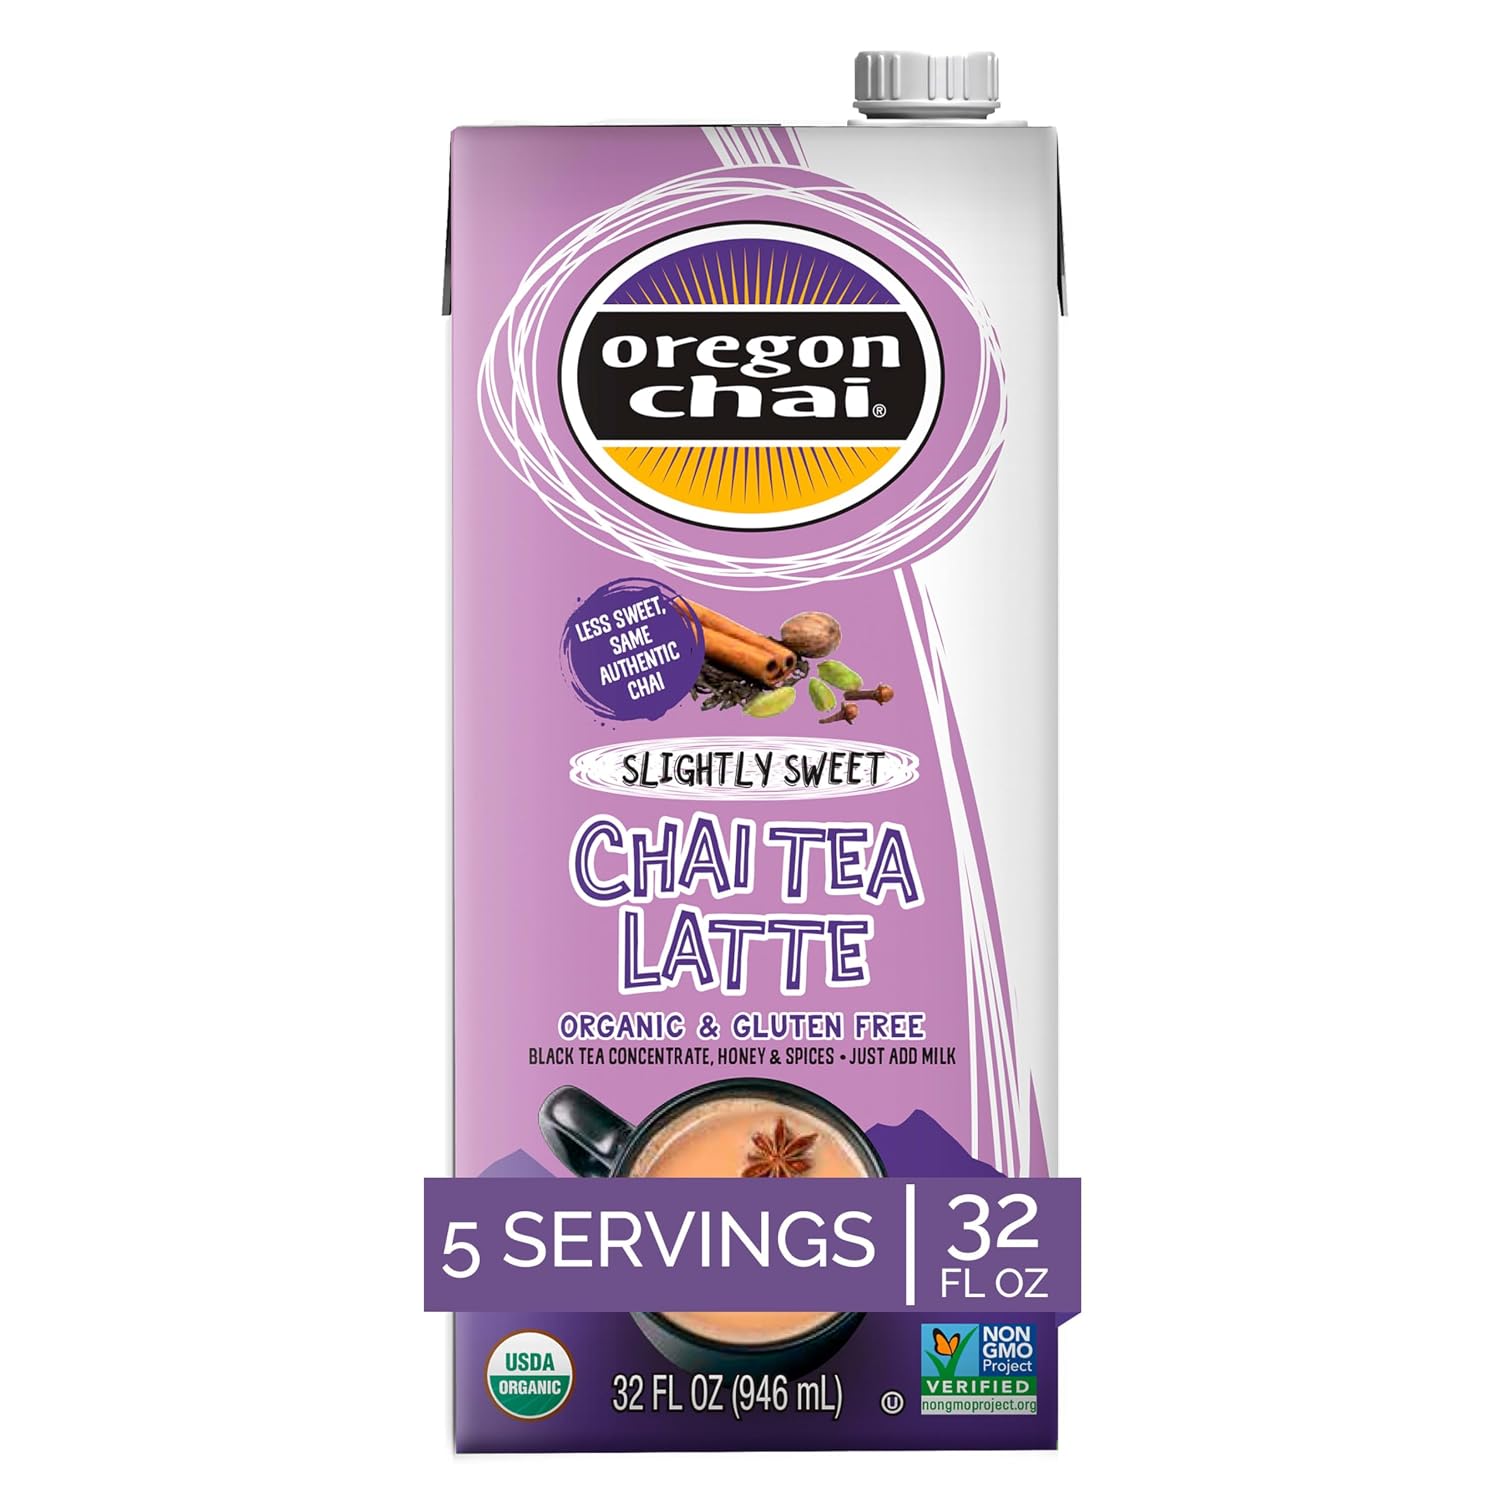 oregon
chai®
LESS SWEET,
SAME
AUTHENTIC
CHAI
SLIGHTLY SWEET
CHAI TEA
LATTE
ORGANIC & GLUTEN FREE
BLACK TEA CONCENTRATE, HONEY & SPICES • JUST ADD MILK
5 SERVINGS
32
FL OZ
USDA
ORGANIC
32 FL OZ (946 mL)
U
NON
GMO
Project
VERIFIED
nongmoproject.org